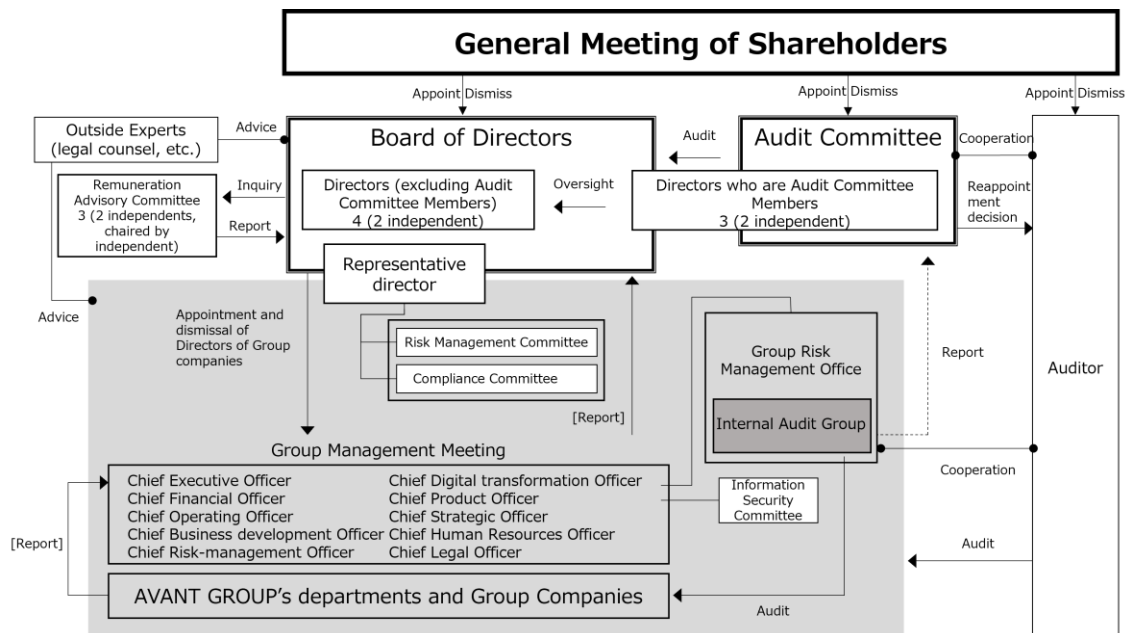 General Meeting of Shareholders
Appoint Dismiss
Appoint Dismiss
Appoint Dismiss
Outside Experts
(legal counsel, etc.)
Advice
Board of Directors
Audit
Audit Committee
Cooperation
Remuneration
Advisory Committee
3 (2 independents,
chaired by
independent)
Inquiry
Report
Directors (excluding Audit
Committee Members)
4 (2 independent)
Oversight
Directors who are Audit Committee
Members
3 (2 independent)
Reappoint
ment
decision
Representative
director
Advice
Appointment and
dismissal of
Directors of Group
companies
Risk Management Committee
Compliance Committee
[Report]
Group Risk
Management Office
Internal Audit Group
Report
Auditor
Group Management Meeting
Chief Executive Officer
Chief Financial Officer
Chief Operating Officer
Chief Business development Officer
Chief Risk-management Officer
Chief Digital transformation Officer
Chief Product Officer
Chief Strategic Officer
Chief Human Resources Officer
Chief Legal Officer
Information
Security
Committee
Cooperation
[Report]
Audit
AVANT GROUP's departments and Group Companies
Audit